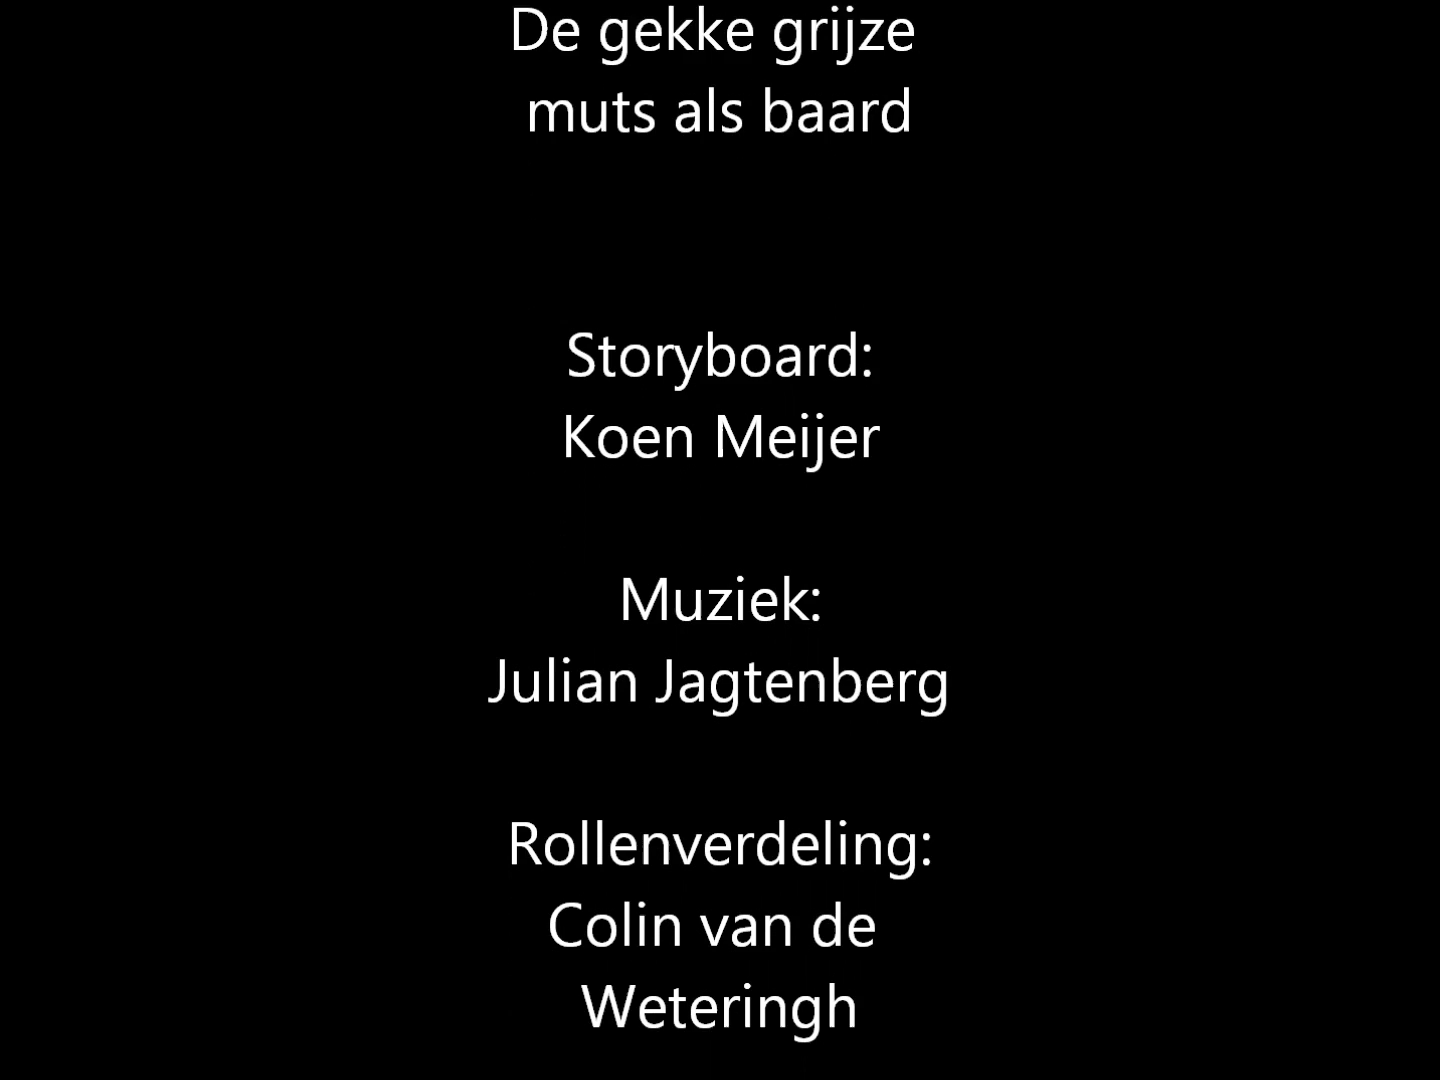 De gekke grijze
muts als baard
Storyboard:
Koen Meijer
Muziek:
Julian Jagtenberg
Rollenverdeling:
Colin van de
Weteringh